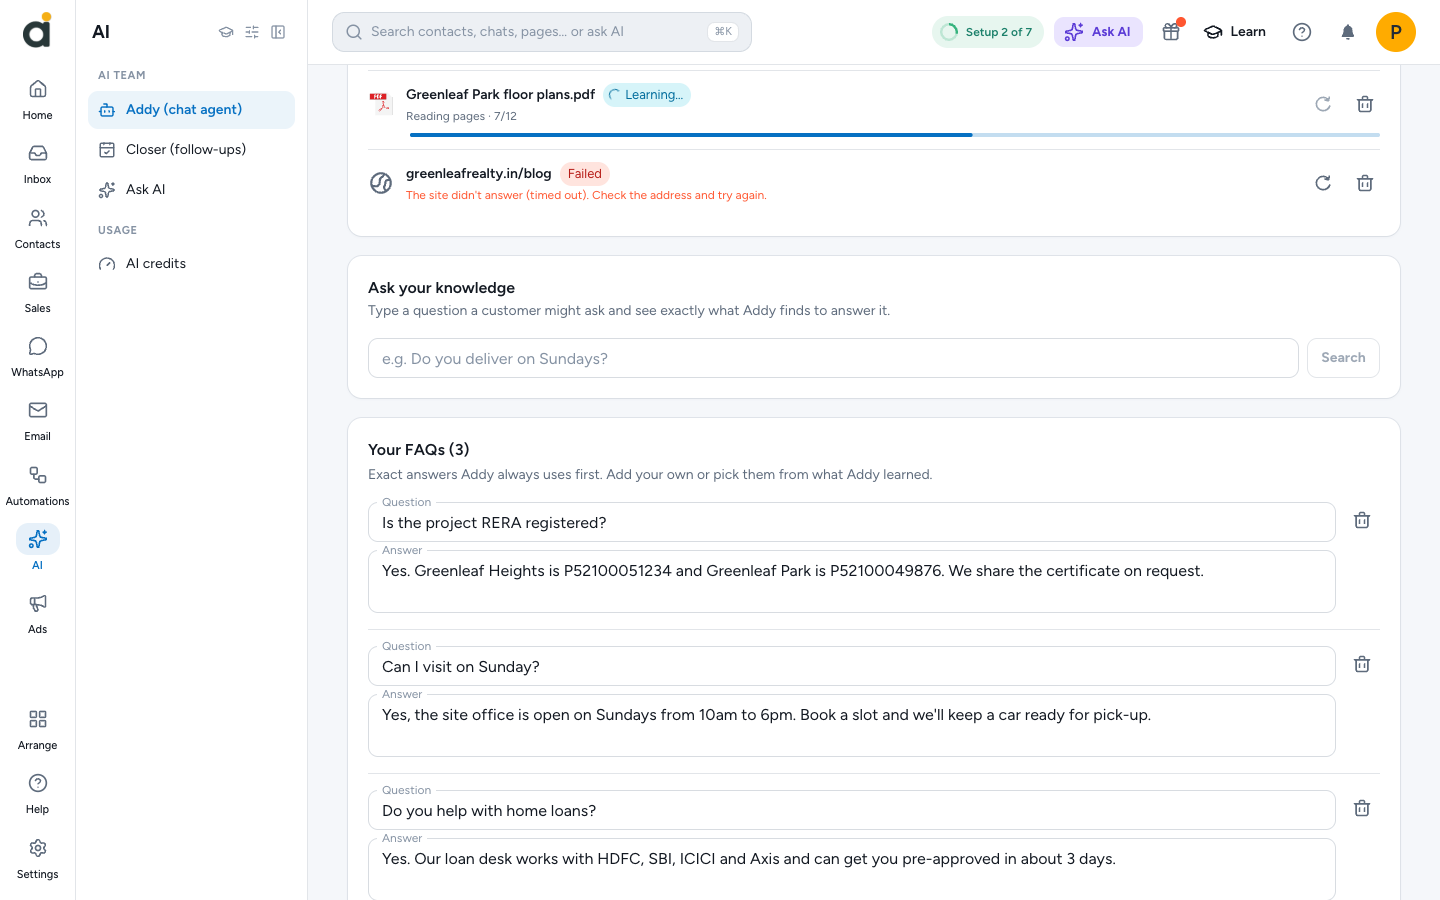 AI
Search contacts, chats, pages... or ask AI
⌘K
Setup 2 of 7
Ask AI
Learn
P
Home
Inbox
Contacts
Sales
WhatsApp
Email
Automations
AI
Ads
Arrange
Help
Settings
AI TEAM
Addy (chat agent)
Closer (follow-ups)
Ask AI
USAGE
AI credits
Greenleaf Park floor plans.pdf
Learning...
Reading pages · 7/12
greenleafrealty.in/blog
Failed
The site didn't answer (timed out). Check the address and try again.
Ask your knowledge
Type a question a customer might ask and see exactly what Addy finds to answer it.
e.g. Do you deliver on Sundays?
Search
Your FAQs (3)
Exact answers Addy always uses first. Add your own or pick them from what Addy learned.
Question
Is the project RERA registered?
Answer
Yes. Greenleaf Heights is P52100051234 and Greenleaf Park is P52100049876. We share the certificate on request.
Question
Can I visit on Sunday?
Answer
Yes, the site office is open on Sundays from 10am to 6pm. Book a slot and we'll keep a car ready for pick-up.
Question
Do you help with home loans?
Answer
Yes. Our loan desk works with HDFC, SBI, ICICI and Axis and can get you pre-approved in about 3 days.